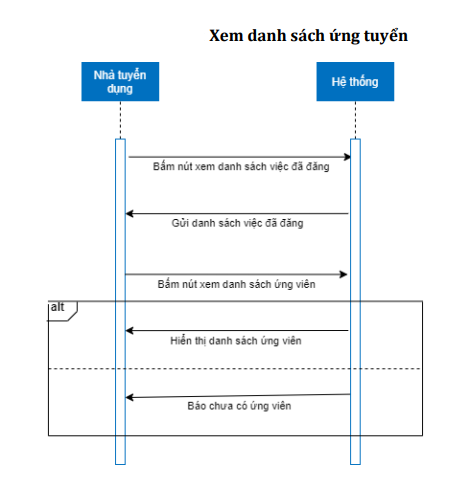 Xem danh sách ứng tuyển
Nhà tuyển
dụng
Hệ thống
Bấm nút xem danh sách việc đã đăng
Gửi danh sách việc đã đăng
Bấm nút xem danh sách ứng viên
alt
Hiển thị danh sách ứng viên
Báo chưa có ứng viên